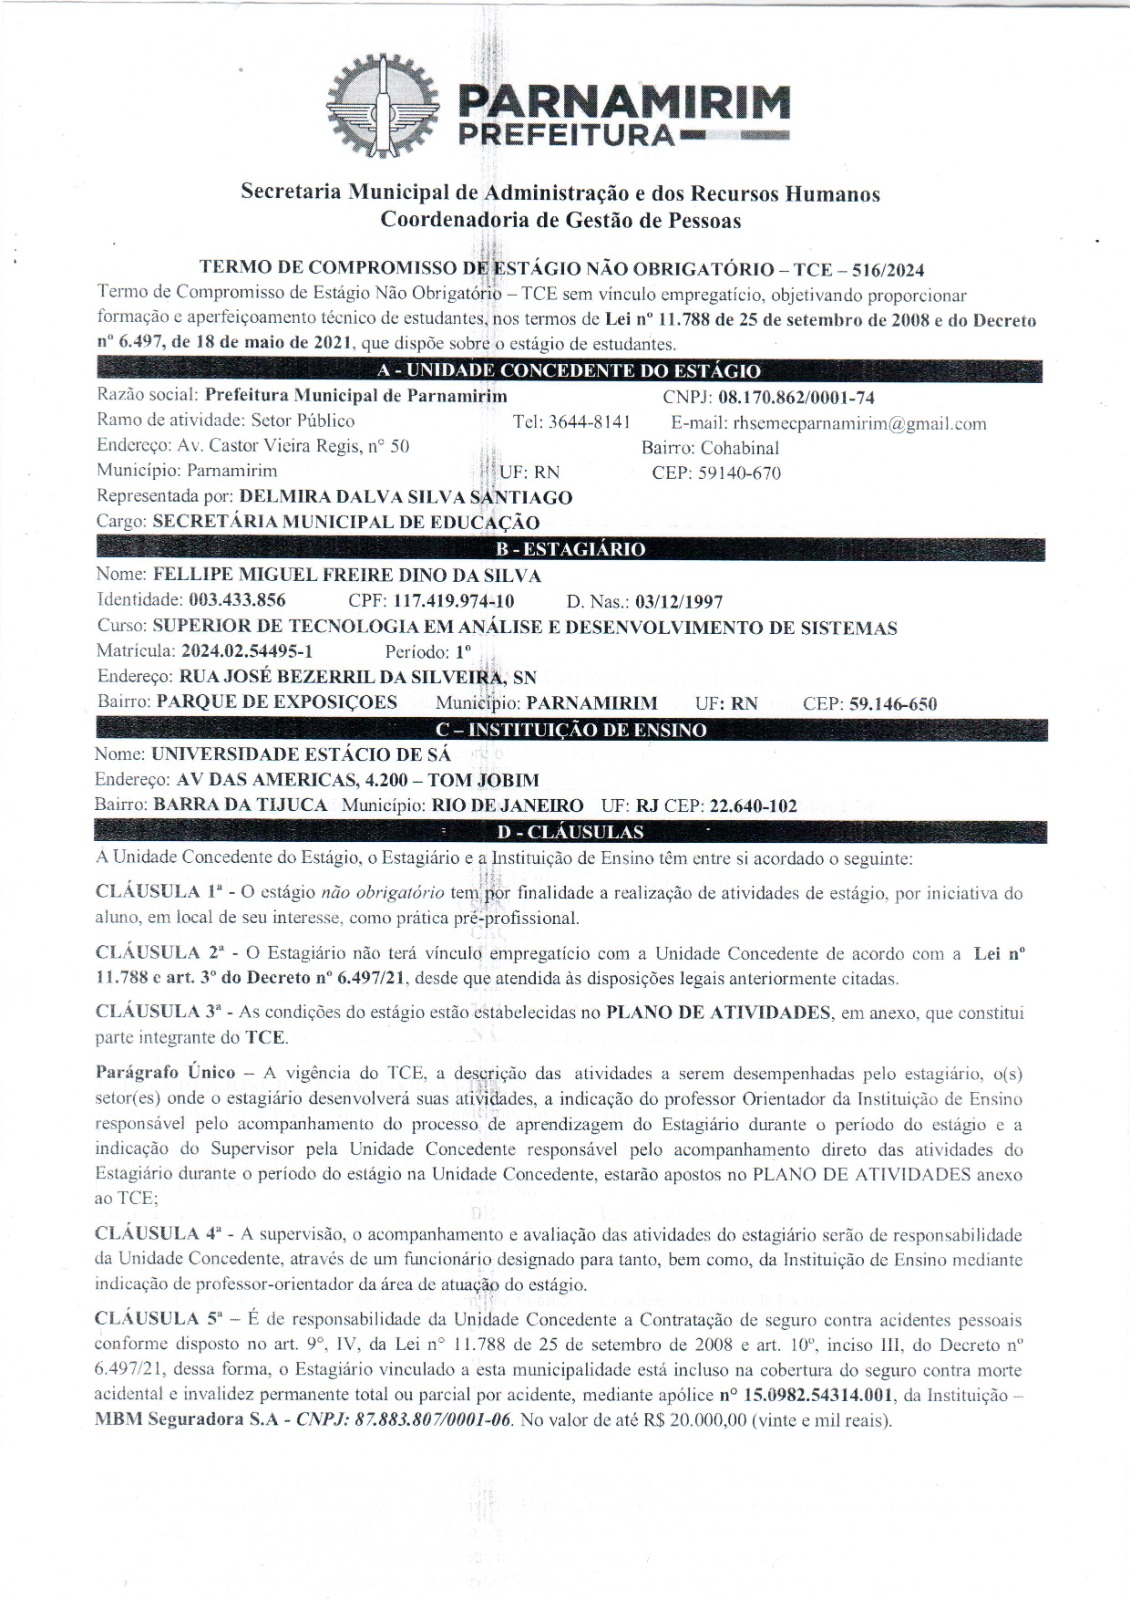 PARNAMIRIM
PREFEITURA
Secretaria Municipal de Administração e dos Recursos Humanos
Coordenadoria de Gestão de Pessoas
TERMO DE COMPROMISSO DE ESTÁGIO NÃO OBRIGATÓRIO – TCE – 516/2024
Termo de Compromisso de Estágio Não Obrigatório – TCE sem vínculo empregatício, objetivando proporcionar
formação e aperfeiçoamento técnico de estudantes, nos termos de Lei nº 11.788 de 25 de setembro de 2008 e do Decreto
nº 6.497, de 18 de maio de 2021, que dispõe sobre o estágio de estudantes.
A - UNIDADE CONCEDENTE DO ESTÁGIO
Razão social: Prefeitura Municipal de Parnamirim CNPJ: 08.170.862/0001-74
Ramo de atividade: Setor Público Tel: 3644-8141 E-mail: rhsemecparnamirim@gmail.com
Endereço: Av. Castor Vieira Regis, n° 50 Bairro: Cohabinal
Município: Parnamirim UF: RN CEP: 59140-670
Representada por: DELMIRA DALVA SILVA SANTIAGO
Cargo: SECRETÁRIA MUNICIPAL DE EDUCAÇÃO
B - ESTAGIÁRIO
Nome: FELLIPE MIGUEL FREIRE DINO DA SILVA
Identidade: 003.433.856 CPF: 117.419.974-10 D. Nas.: 03/12/1997
Curso: SUPERIOR DE TECNOLOGIA EM ANÁLISE E DESENVOLVIMENTO DE SISTEMAS
Matrícula: 2024.02.54495-1 Período: 1º
Endereço: RUA JOSÉ BEZERRIL DA SILVEIRA, SN
Bairro: PARQUE DE EXPOSIÇOES Município: PARNAMIRIM UF: RN CEP: 59.146-650
C – INSTITUIÇÃO DE ENSINO
Nome: UNIVERSIDADE ESTÁCIO DE SÁ
Endereço: AV DAS AMERICAS, 4.200 – TOM JOBIM
Bairro: BARRA DA TIJUCA Município: RIO DE JANEIRO UF: RJ CEP: 22.640-102
D - CLÁUSULAS
A Unidade Concedente do Estágio, o Estagiário e a Instituição de Ensino têm entre si acordado o seguinte:
CLÁUSULA 1ª - O estágio não obrigatório tem por finalidade a realização de atividades de estágio, por iniciativa do
aluno, em local de seu interesse, como prática pré-profissional.
CLÁUSULA 2ª - O Estagiário não terá vínculo empregatício com a Unidade Concedente de acordo com a Lei nº
11.788 e art. 3º do Decreto nº 6.497/21, desde que atendida às disposições legais anteriormente citadas.
CLÁUSULA 3ª - As condições do estágio estão estabelecidas no PLANO DE ATIVIDADES, em anexo, que constitui
parte integrante do TCE.
Parágrafo Único – A vigência do TCE, a descrição das atividades a serem desempenhadas pelo estagiário, o(s)
setor(es) onde o estagiário desenvolverá suas atividades, a indicação do professor Orientador da Instituição de Ensino
responsável pelo acompanhamento do processo de aprendizagem do Estagiário durante o período do estágio e a
indicação do Supervisor pela Unidade Concedente responsável pelo acompanhamento direto das atividades do
Estagiário durante o período do estágio na Unidade Concedente, estarão apostos no PLANO DE ATIVIDADES anexo
ao TCE;
CLÁUSULA 4ª - A supervisão, o acompanhamento e avaliação das atividades do estagiário serão de responsabilidade
da Unidade Concedente, através de um funcionário designado para tanto, bem como, da Instituição de Ensino mediante
indicação de professor-orientador da área de atuação do estágio.
CLÁUSULA 5ª – É de responsabilidade da Unidade Concedente a Contratação de seguro contra acidentes pessoais
conforme disposto no art. 9°, IV, da Lei n° 11.788 de 25 de setembro de 2008 e art. 10º, inciso III, do Decreto nº
6.497/21, dessa forma, o Estagiário vinculado a esta municipalidade está incluso na cobertura do seguro contra morte
acidental e invalidez permanente total ou parcial por acidente, mediante apólice nº 15.0982.54314.001, da Instituição –
MBM Seguradora S.A - CNPJ: 87.883.807/0001-06. No valor de até R$ 20.000,00 (vinte e mil reais).